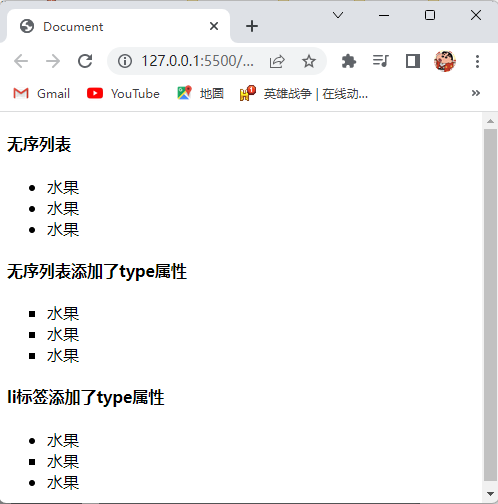 Document
127.0.0.1:5500/...
Gmail
YouTube
地图
英雄战争 | 在线动...
»
无序列表
水果
水果
水果
无序列表添加了type属性
水果
水果
水果
li标签添加了type属性
水果
水果
水果